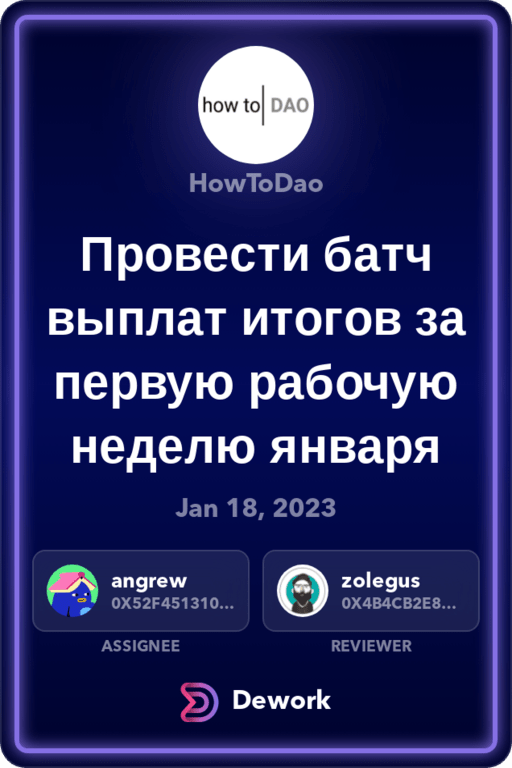 how to DAO
HowToDao
Провести батч
выплат итогов за
первую рабочую
неделю января
Jan 18, 2023
angrew
0X52F451310...
zolegus
0X4B4CB2E8...
ASSIGNEE
REVIEWER
Dework